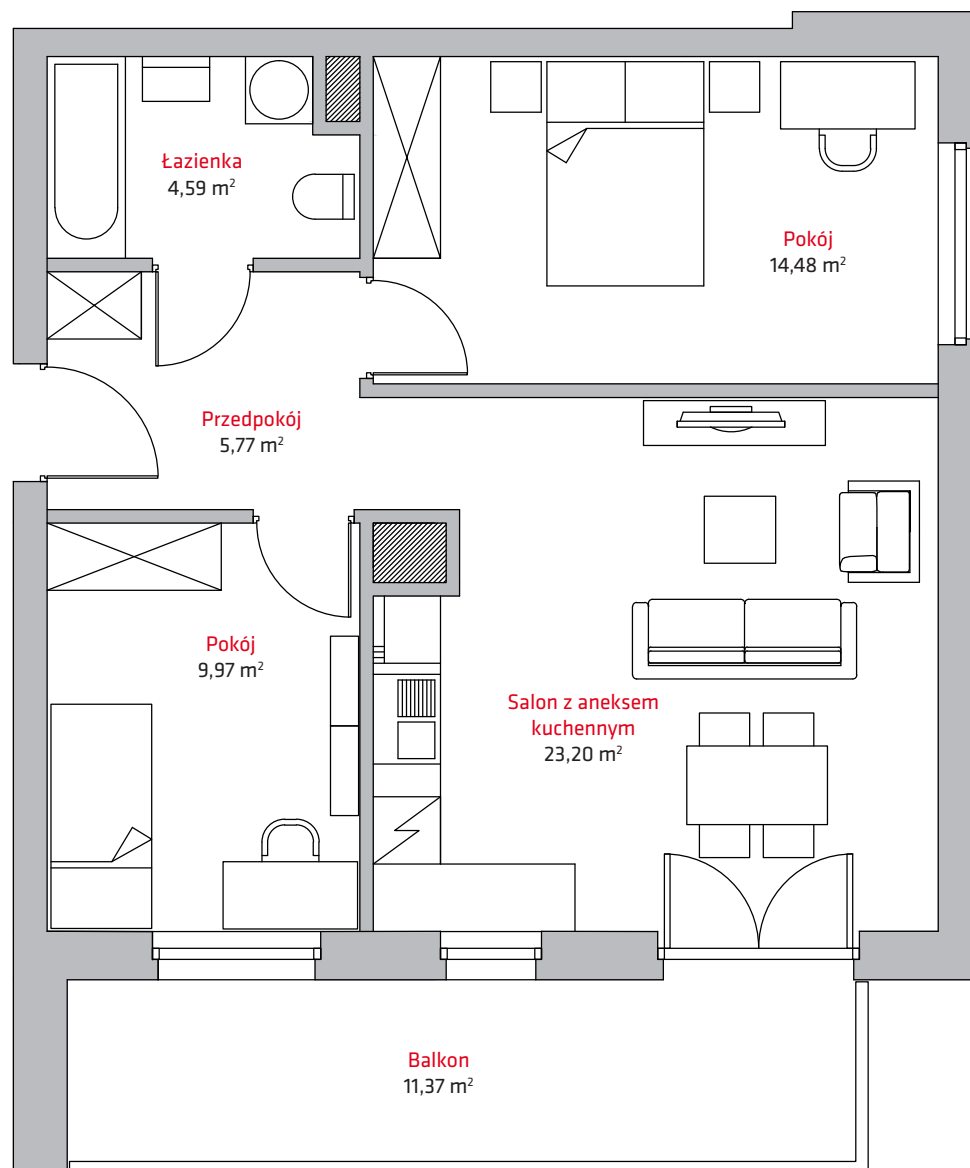 Łazienka
4,59 m²
Pokój
14,48 m²
Przedpokój
5,77 m²
Pokój
9,97 m²
Salon z aneksem
kuchennym
23,20 m²
Balkon
11,37 m²